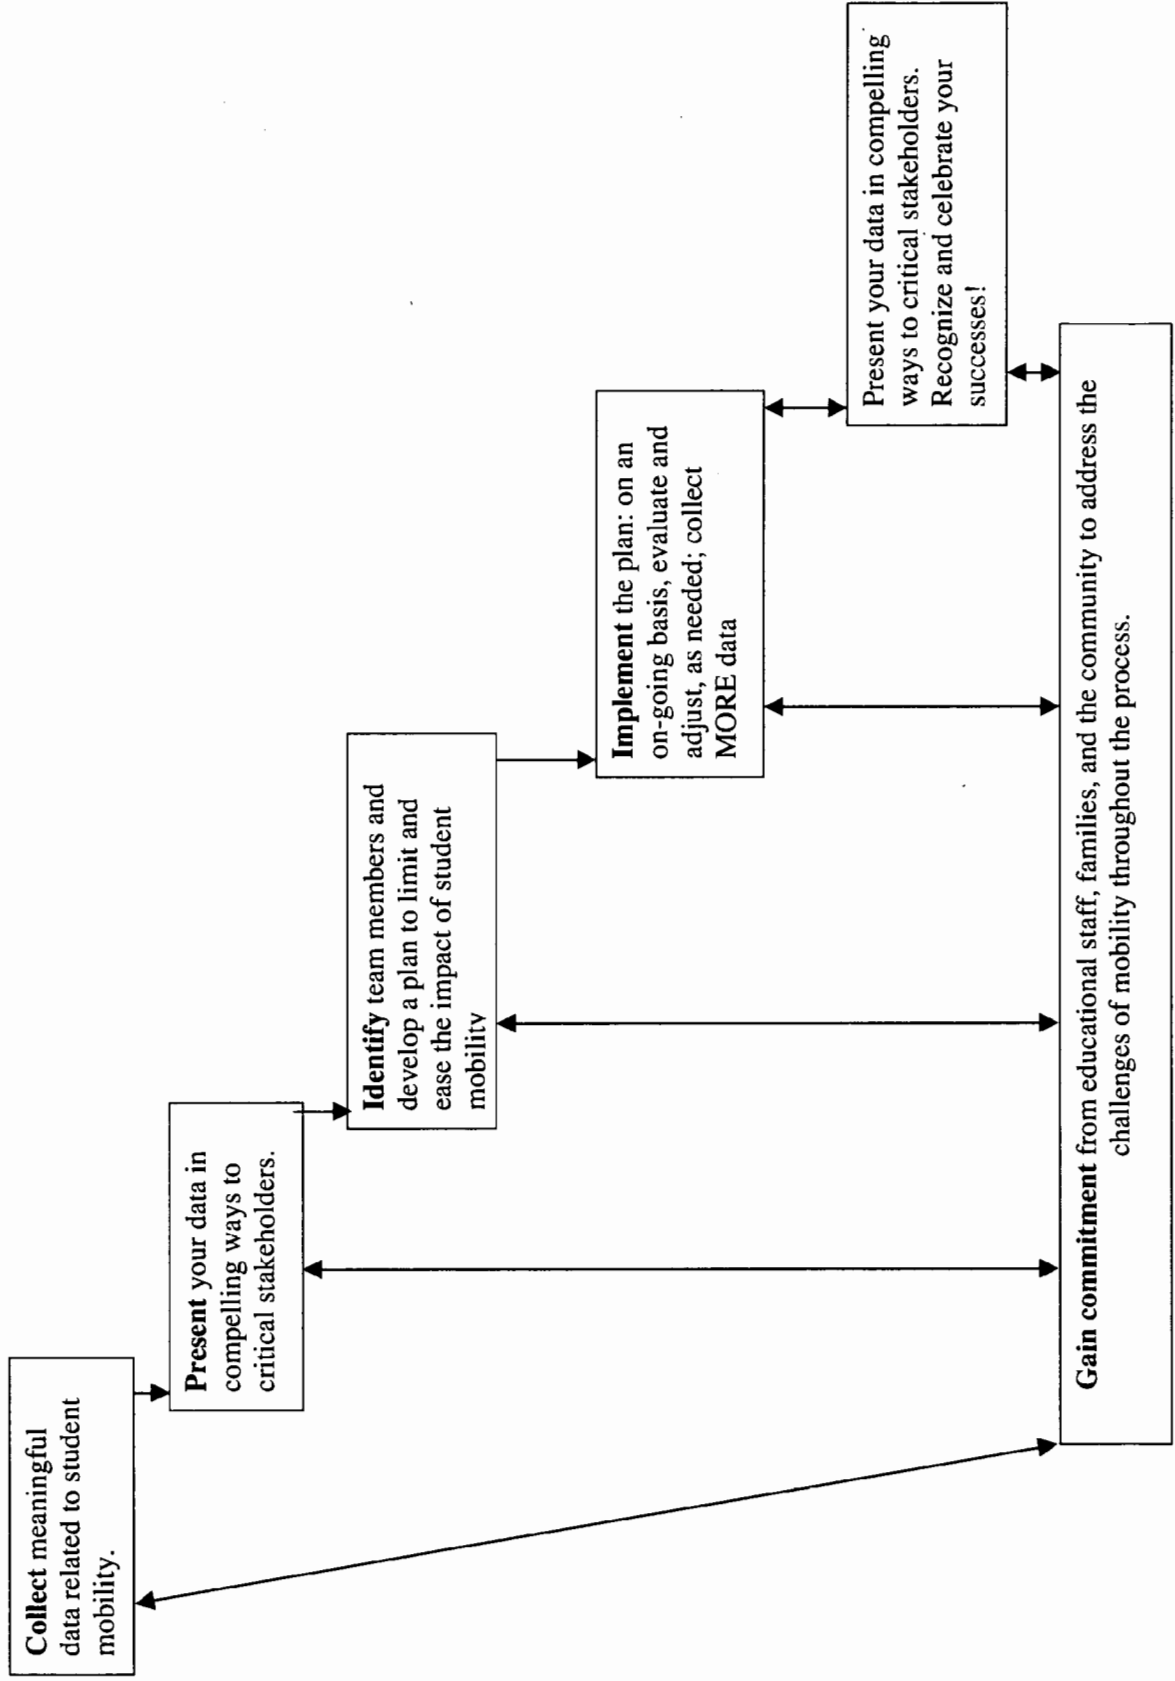 Collect meaningful
data related to student
mobility.
Present your data in
compelling ways to
critical stakeholders.
Identify team members and
develop a plan to limit and
ease the impact of student
mobility
Implement the plan: on an
on-going basis, evaluate and
adjust, as needed; collect
MORE data
Present your data in compelling
ways to critical stakeholders.
Recognize and celebrate your
successes!
Gain commitment from educational staff, families, and the community to address the
challenges of mobility throughout the process.